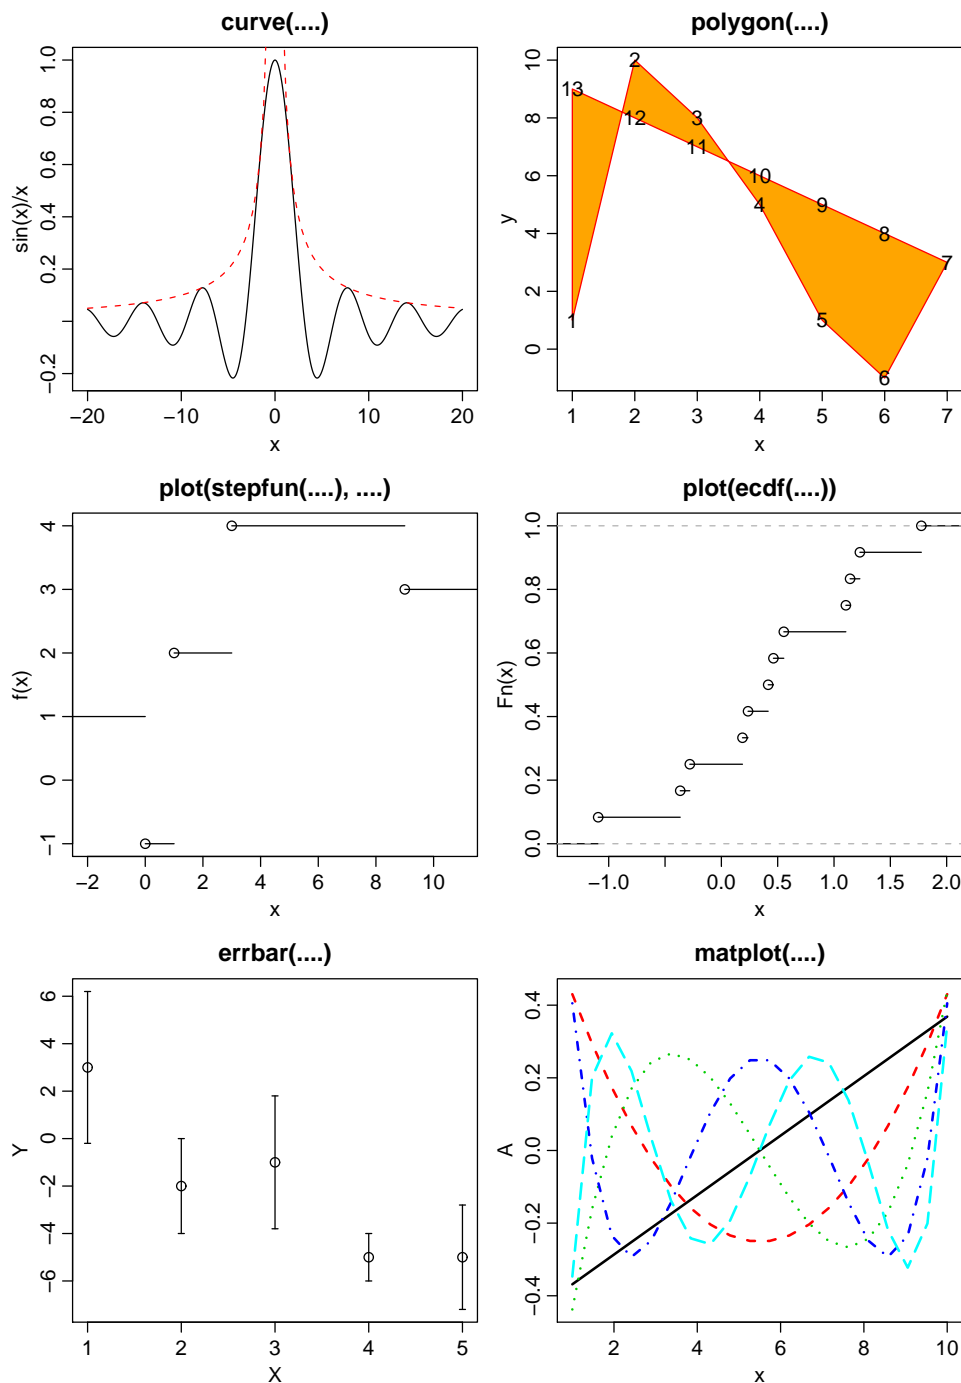 curve(....)
sin(x)/x
−0.2 0.2 0.4 0.6 0.8 1.0
−20 −10 0 10 20
x
polygon(....)
y
0 2 4 6 8 10
13 2 12 3 11 10 4 9 8 7 1 5 6
1 2 3 4 5 6 7
x
plot(stepfun(....), ....)
f(x)
−1 0 1 2 3 4
−2 0 2 4 6 8 10
x
plot(ecdf(....))
Fn(x)
0.0 0.2 0.4 0.6 0.8 1.0
−1.0 0.0 0.5 1.0 1.5 2.0
x
errbar(....)
Y
−6 −4 −2 0 2 4 6
1 2 3 4 5
X
matplot(....)
A
−0.4 −0.2 0.0 0.2 0.4
2 4 6 8 10
x